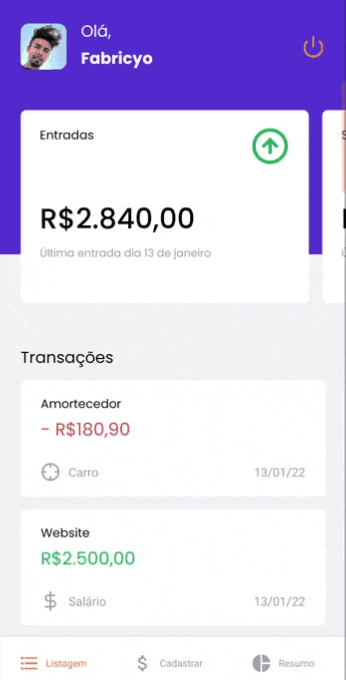 Olá,
Fabricyo
Entradas
R$2.840,00
Última entrada dia 13 de janeiro
Transações
Amortecedor
- R$180,90
Carro
13/01/22
Website
R$2.500,00
Salário
13/01/22
Listagem
Cadastrar
Resumo